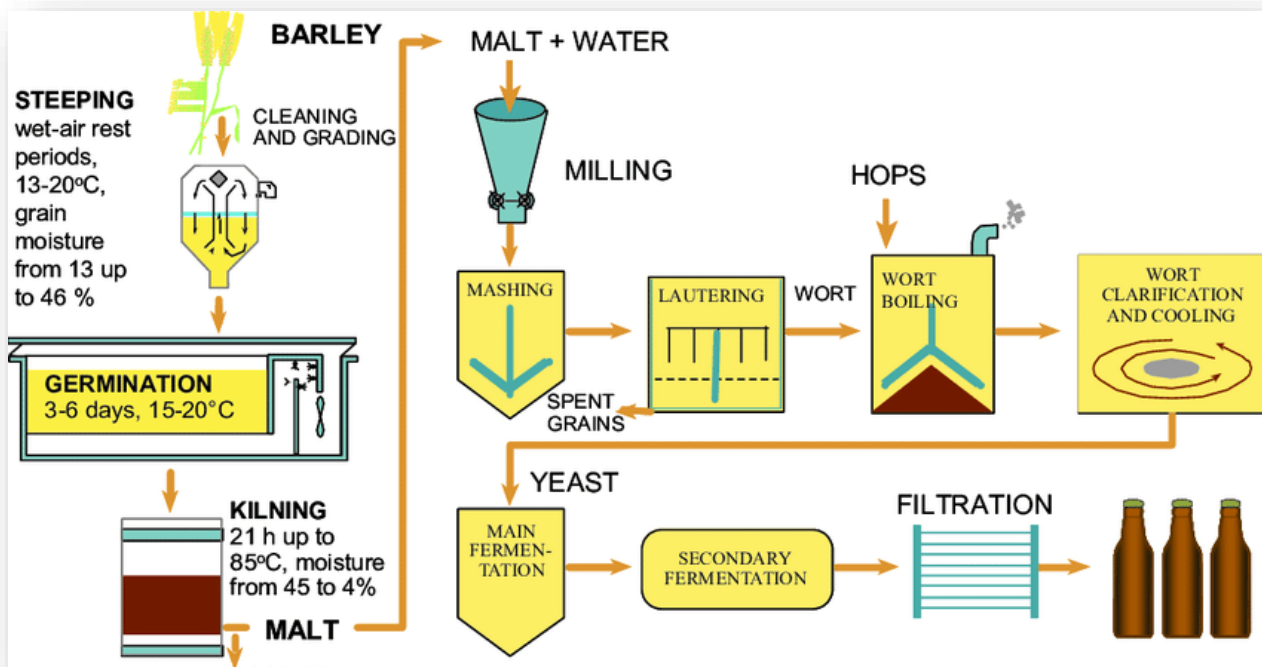 BARLEY
STEEPING
wet-air rest
periods,
13-20ºC,
grain
moisture
from 13 up
to 46 %
CLEANING
AND GRADING
GERMINATION
3-6 days, 15-20°C
KILNING
21 h up to
85ºC, moisture
from 45 to 4%
MALT
MALT + WATER
MILLING
MASHING
LAUTERING
SPENT
GRAINS
WORT
HOPS
WORT
BOILING
WORT
CLARIFICATION
AND COOLING
YEAST
MAIN
FERMEN-
TATION
SECONDARY
FERMENTATION
FILTRATION